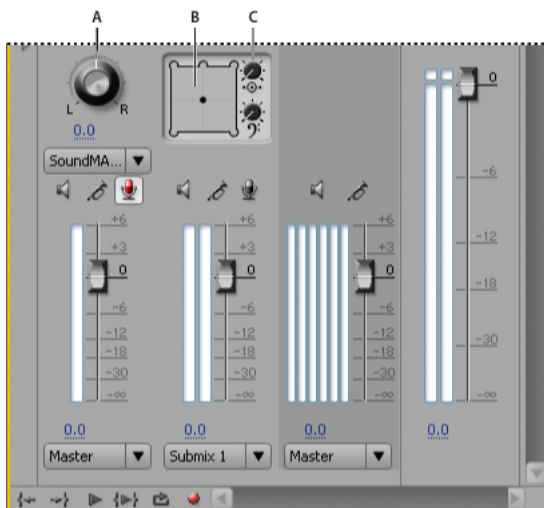 A B C
L R
0.0
SoundMA...
+6 +6 +6 0
+3 +3 +3
0 0 0 -6
-6 -6 -6
-12 -12 -12 -12
-18 -18 -18 -18
-30 -30 -30 -30
-∞ -∞ -∞ -∞
0.0 0.0 0.0 0.0
Master Submix 1 Master